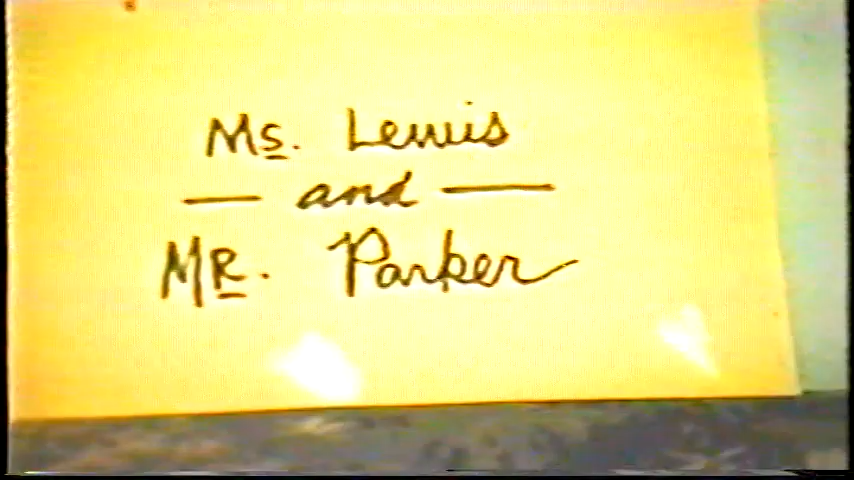 Ms. Lewis
— and —
MR. Parker